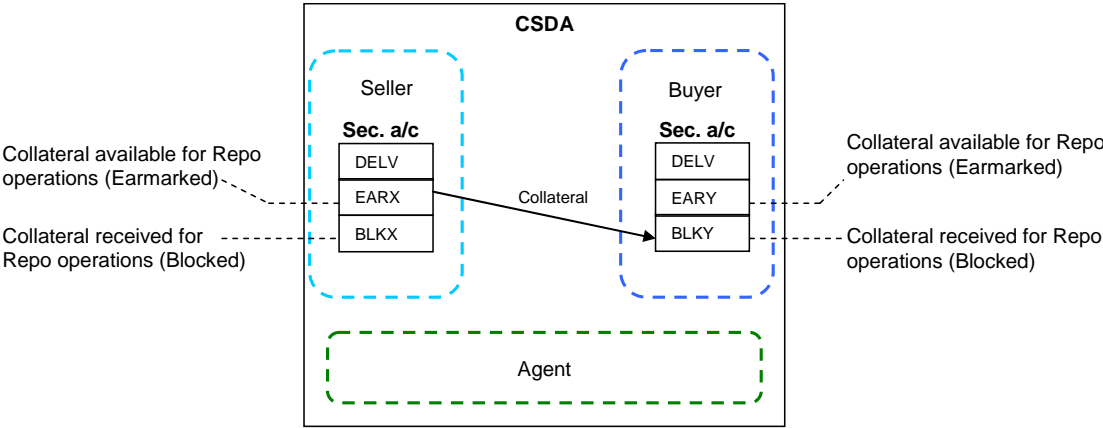 CSDA
Seller
Buyer
Sec. a/c
Sec. a/c
Collateral available for Repo
operations (Earmarked)
DELV
EARX
BLKX
Collateral
DELV
EARY
BLKY
Collateral available for Repo
operations (Earmarked)
Collateral received for
Repo operations (Blocked)
Collateral received for Repo
operations (Blocked)
Agent